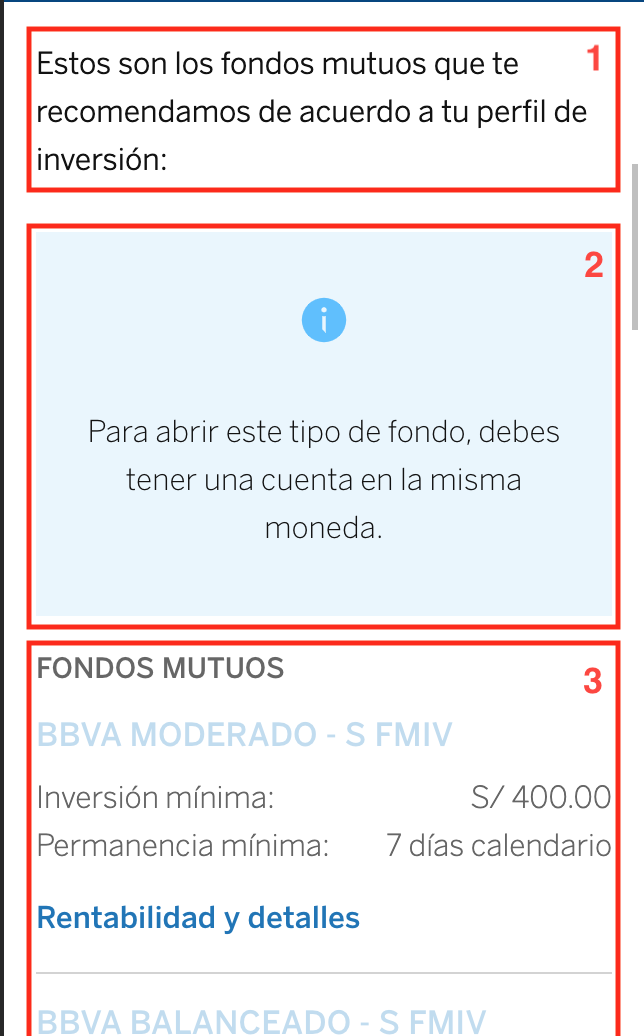 Estos son los fondos mutuos que te 1
recomendamos de acuerdo a tu perfil de
inversión:
2
i
Para abrir este tipo de fondo, debes
tener una cuenta en la misma
moneda.
FONDOS MUTUOS 3
BBVA MODERADO - S FMIV
Inversión mínima: S/ 400.00
Permanencia mínima: 7 días calendario
Rentabilidad y detalles
BBVA BALANCEADO - S FMIV